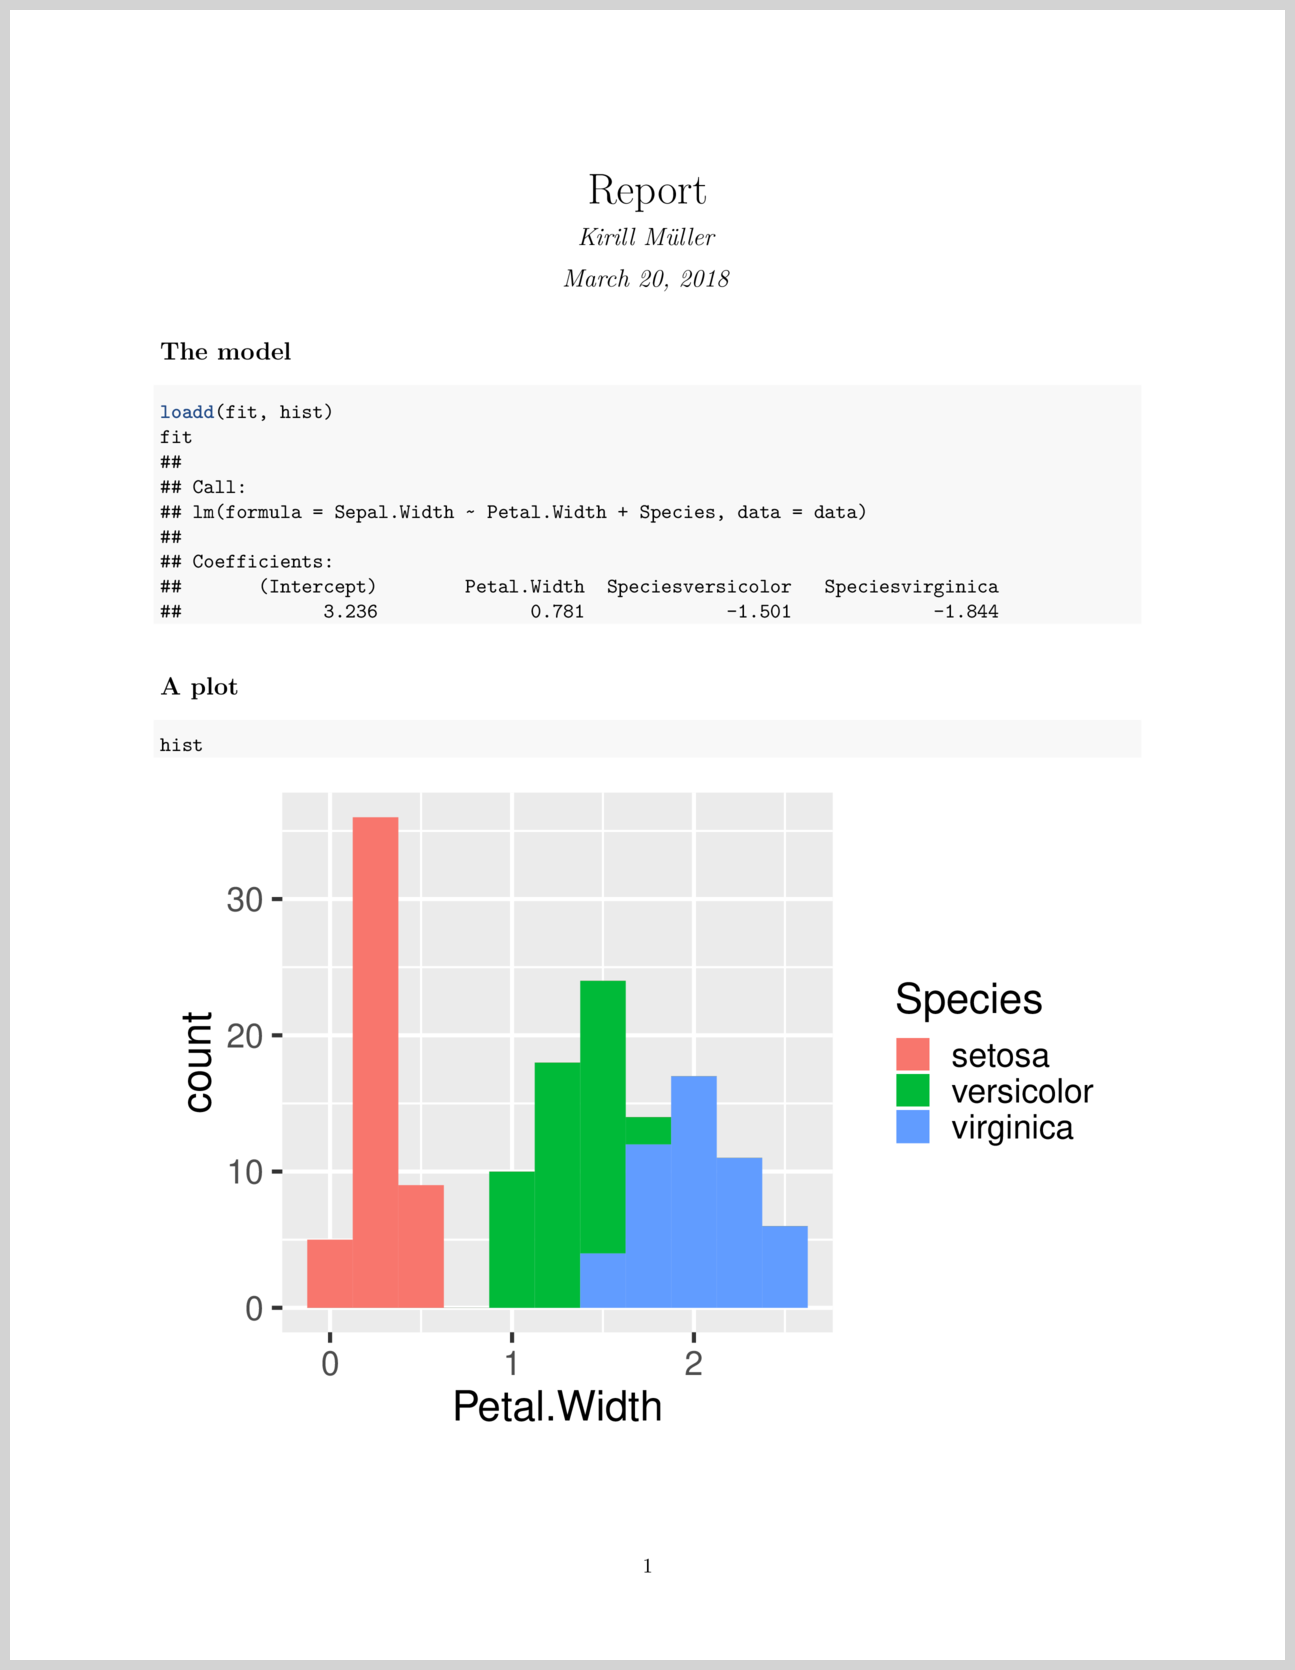 Report
Kirill Müller
March 20, 2018
The model
loadd(fit, hist)
fit
##
## Call:
## lm(formula = Sepal.Width ~ Petal.Width + Species, data = data)
##
## Coefficients:
##       (Intercept)        Petal.Width  Speciesversicolor   Speciesvirginica
##             3.236              0.781             -1.501             -1.844
A plot
hist
30
20
10
0
count
0 1 2
Petal.Width
Species
setosa
versicolor
virginica
1